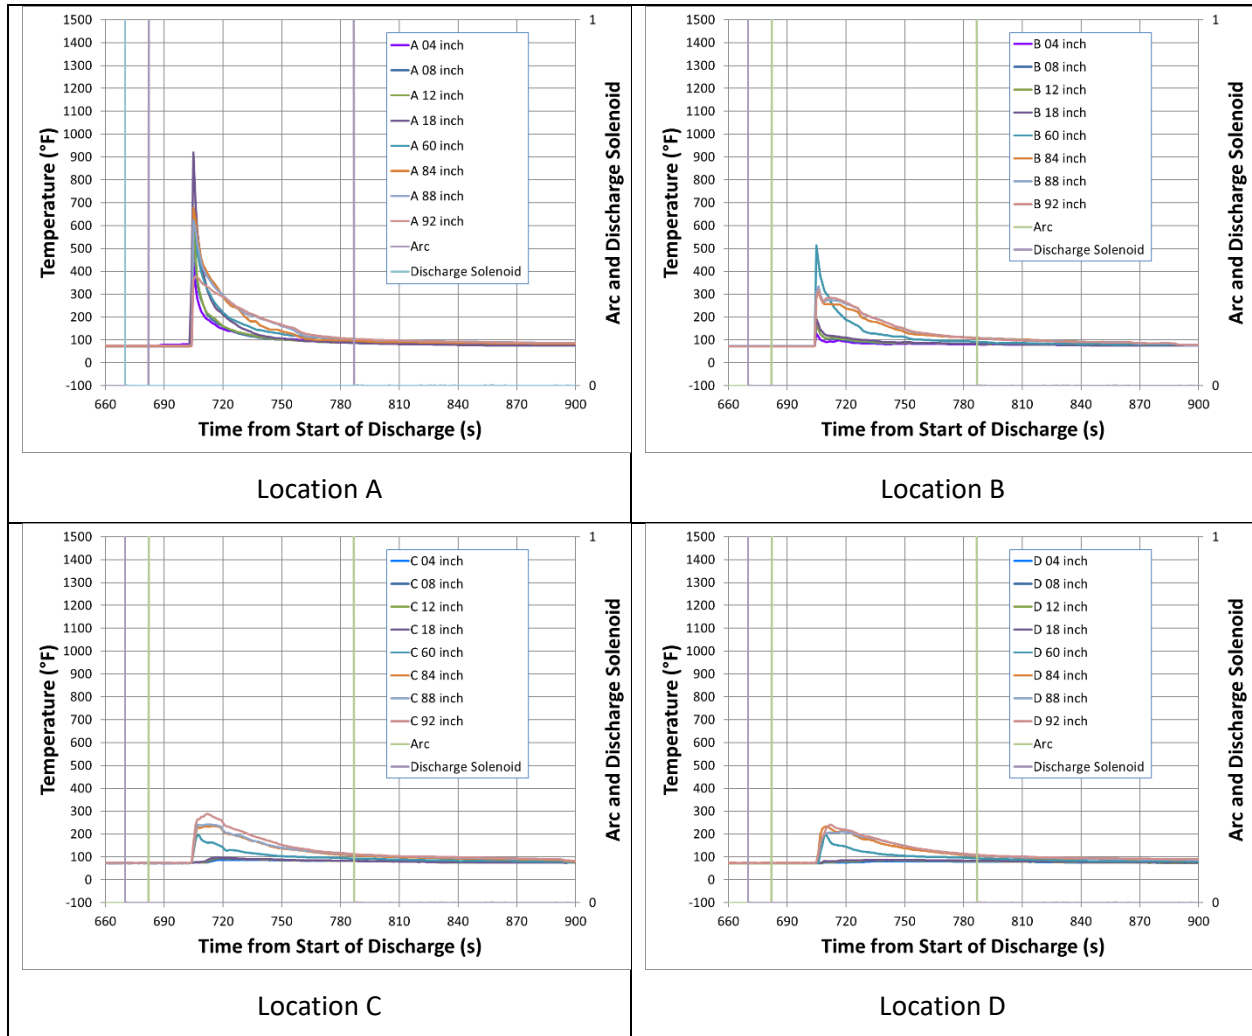 1500
1400
1300
1200
1100
1000
900
800
700
600
500
400
300
200
100
0
-100
Temperature (°F)
A 04 inch
A 08 inch
A 12 inch
A 18 inch
A 60 inch
A 84 inch
A 88 inch
A 92 inch
Arc
Discharge Solenoid
1
0
Arc and Discharge Solenoid
660 690 720 750 780 810 840 870 900
Time from Start of Discharge (s)
Location A
1500
1400
1300
1200
1100
1000
900
800
700
600
500
400
300
200
100
0
-100
Temperature (°F)
B 04 inch
B 08 inch
B 12 inch
B 18 inch
B 60 inch
B 84 inch
B 88 inch
B 92 inch
Arc
Discharge Solenoid
1
0
Arc and Discharge Solenoid
660 690 720 750 780 810 840 870 900
Time from Start of Discharge (s)
Location B
1500
1400
1300
1200
1100
1000
900
800
700
600
500
400
300
200
100
0
-100
Temperature (°F)
C 04 inch
C 08 inch
C 12 inch
C 18 inch
C 60 inch
C 84 inch
C 88 inch
C 92 inch
Arc
Discharge Solenoid
1
0
Arc and Discharge Solenoid
660 690 720 750 780 810 840 870 900
Time from Start of Discharge (s)
Location C
1500
1400
1300
1200
1100
1000
900
800
700
600
500
400
300
200
100
0
-100
Temperature (°F)
D 04 inch
D 08 inch
D 12 inch
D 18 inch
D 60 inch
D 84 inch
D 88 inch
D 92 inch
Arc
Discharge Solenoid
1
0
Arc and Discharge Solenoid
660 690 720 750 780 810 840 870 900
Time from Start of Discharge (s)
Location D